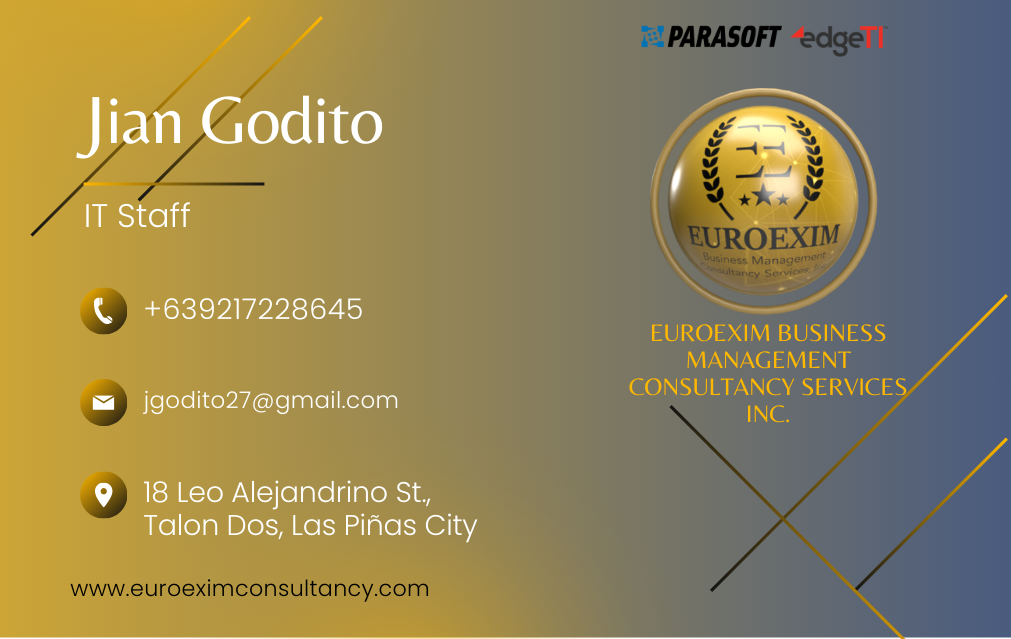 PARASOFT edgeTI
Jian Godito
IT Staff
+639217228645
jgodito27@gmail.com
18 Leo Alejandrino St.,
Talon Dos, Las Piñas City
www.euroeximconsultancy.com
EE
EUROEXIM
Business Management
Consultancy Services
EUROEXIM BUSINESS
MANAGEMENT
CONSULTANCY SERVICES
INC.